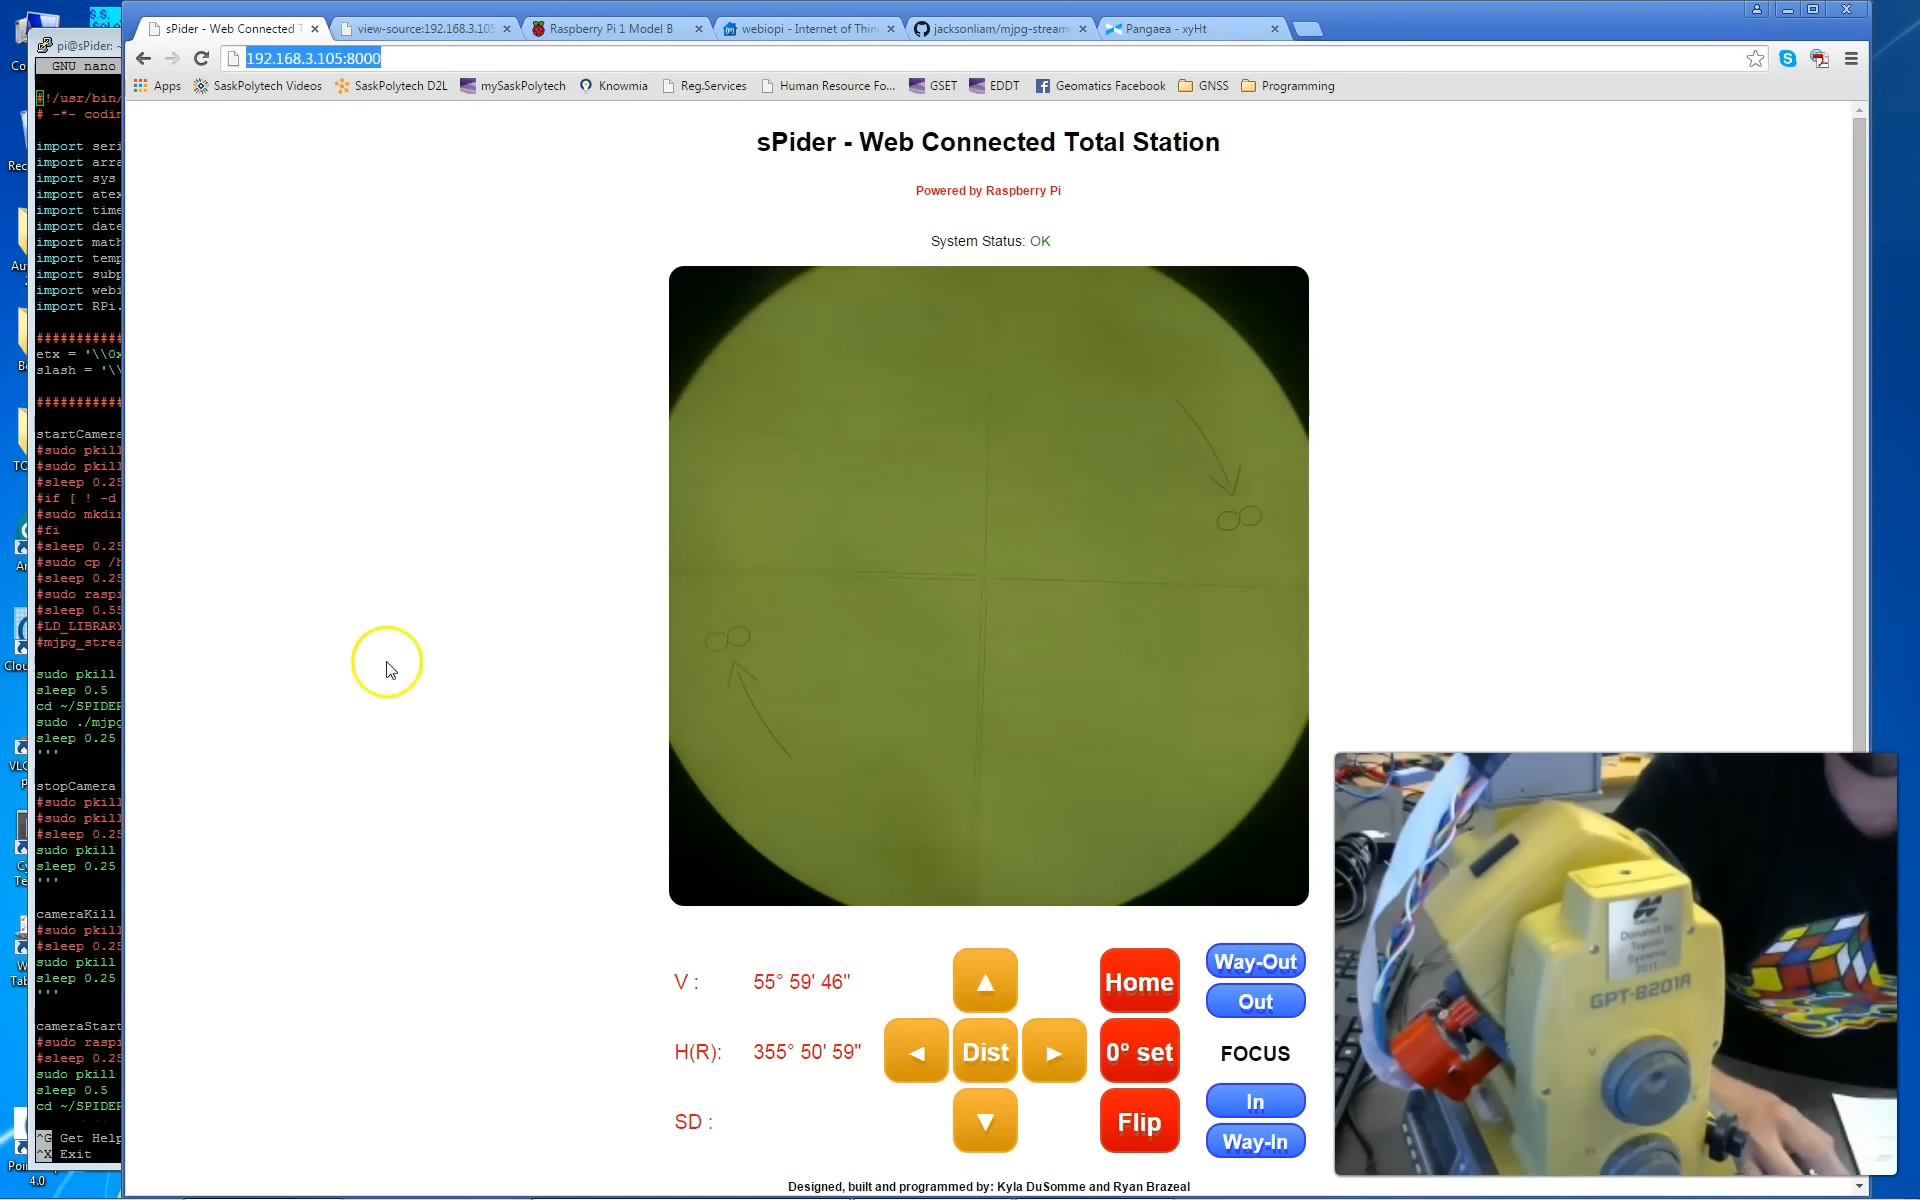 sPider - Web Connected T
view-source:192.168.3.105
Raspberry Pi 1 Model B
webiopi - Internet of Thin
jacksonliam/mjpg-stream
Pangaea - xyHt
192.168.3.105:8000
Apps
SaskPolytech Videos
SaskPolytech D2L
mySaskPolytech
Knowmia
Reg.Services
Human Resource Fo...
GSET
EDDT
Geomatics Facebook
GNSS
Programming
pi@sPider: ~
GNU nano
#!/usr/bin/
# -*- codin
import seri
import arra
import sys
import atex
import time
import date
import math
import temp
import subp
import webi
import RPi.
############
etx = '\\0x
slash = '\\
############
startCamera
#sudo pkill
#sudo pkill
#sleep 0.25
#if [ ! -d
#sudo mkdir
#fi
#sleep 0.25
#sudo cp /h
#sleep 0.25
#sudo raspi
#sleep 0.55
#LD_LIBRARY
#mjpg_strea
sudo pkill
sleep 0.5
cd ~/SPIDER
sudo ./mjpg
sleep 0.25
'''
stopCamera
#sudo pkill
#sudo pkill
#sleep 0.25
sudo pkill
sleep 0.25
'''
cameraKill
#sudo pkill
#sleep 0.25
sudo pkill
sleep 0.25
'''
cameraStart
#sudo raspi
#sleep 0.25
sudo pkill
sleep 0.5
cd ~/SPIDER
^G Get Help
^X Exit
4.0
sPider - Web Connected Total Station
Powered by Raspberry Pi
System Status: OK
V : 55° 59' 46"
H(R): 355° 50' 59"
SD :
▲
◄ Dist ►
▼
Home
0° set
Flip
Way-Out
Out
FOCUS
In
Way-In
Donated by
Topcon
Systems
2011
GPT-8201A
Designed, built and programmed by: Kyla DuSomme and Ryan Brazeal